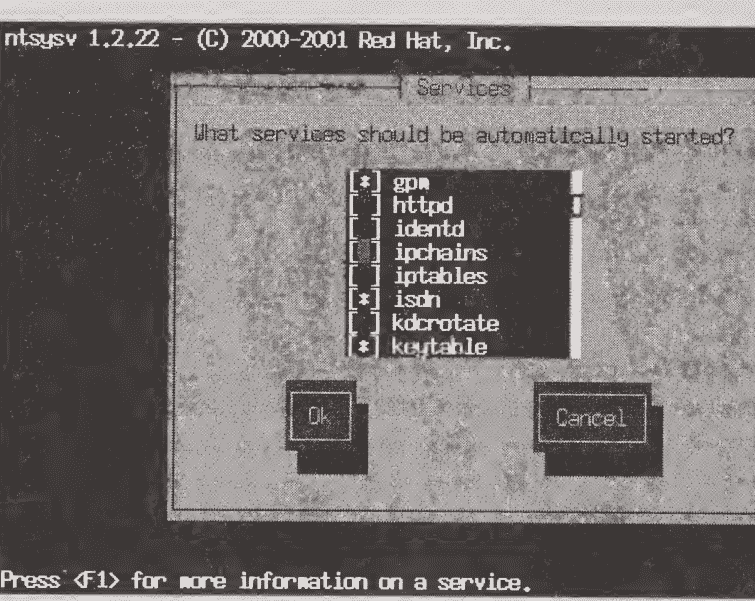 ntsysv 1.2.22 - (C) 2000-2001 Red Hat, Inc.
Services
What services should be automatically started?
[*] gpm
[ ] httpd
[ ] identd
[ ] ipchains
[ ] iptables
[*] isdn
[ ] kdcrotate
[*] keytable
Ok
Cancel
Press <F1> for more information on a service.